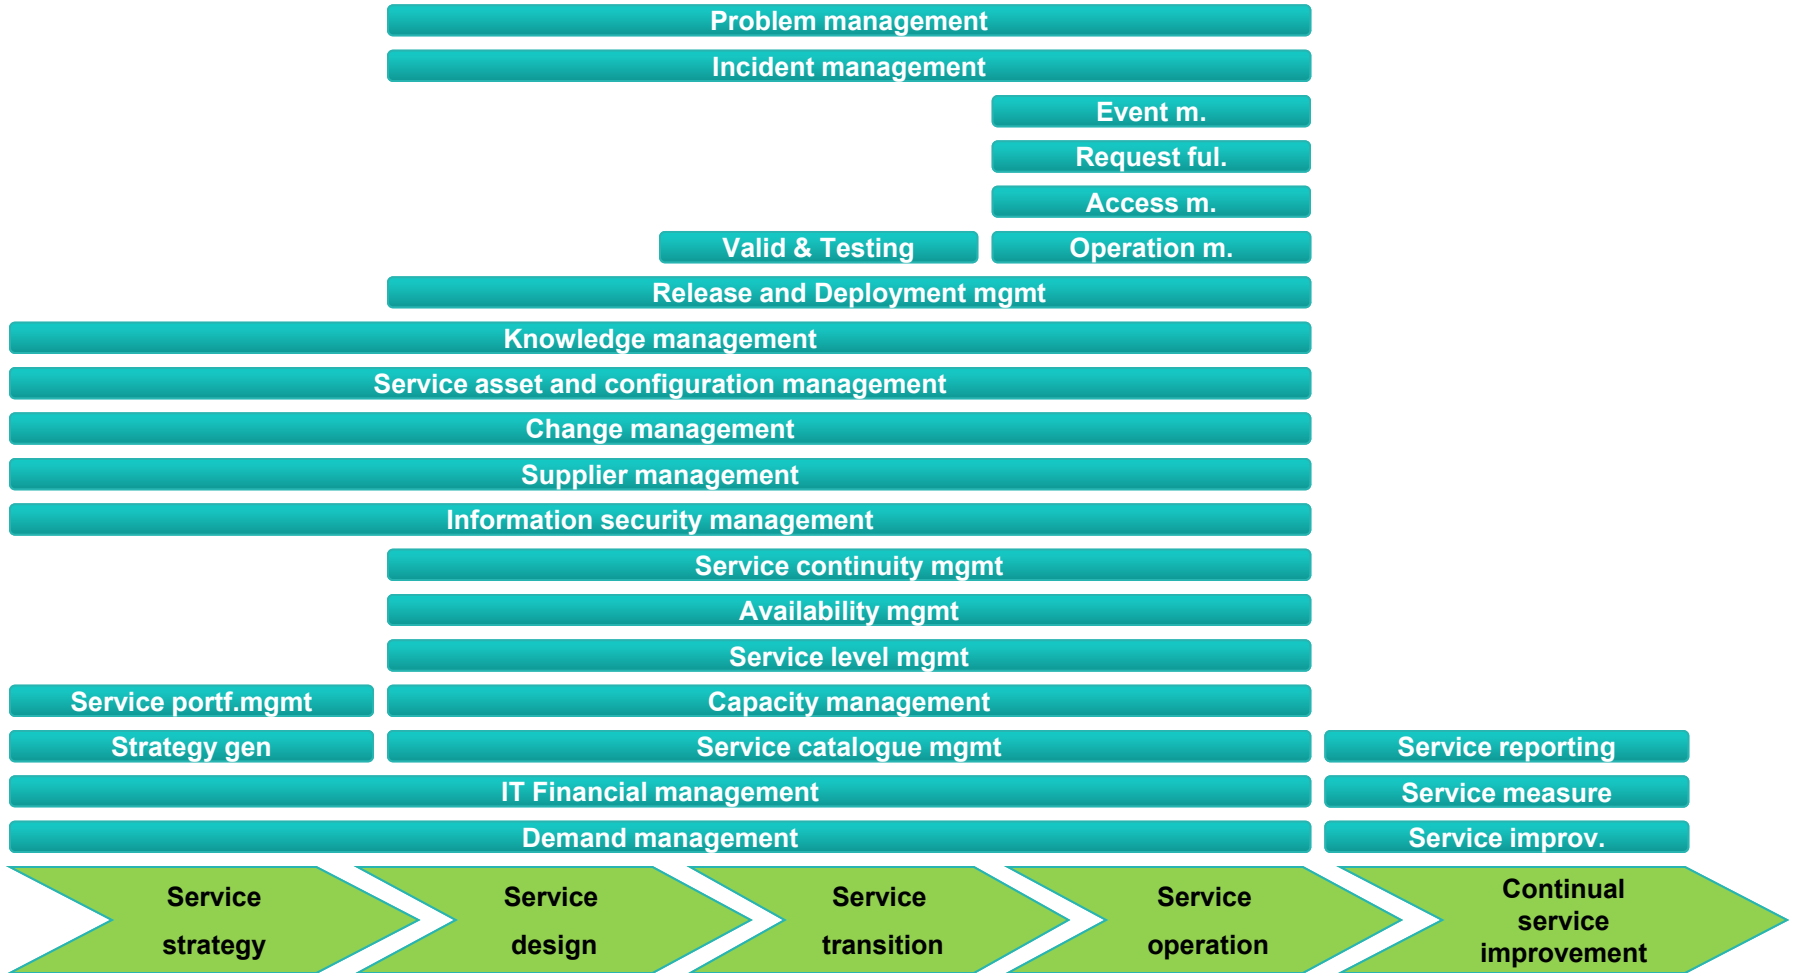 Problem management
Incident management
Event m.
Request ful.
Access m.
Valid & Testing
Operation m.
Release and Deployment mgmt
Knowledge management
Service asset and configuration management
Change management
Supplier management
Information security management
Service continuity mgmt
Availability mgmt
Service level mgmt
Service portf.mgmt
Capacity management
Strategy gen
Service catalogue mgmt
Service reporting
IT Financial management
Service measure
Demand management
Service improv.
Service
strategy
Service
design
Service
transition
Service
operation
Continual
service
improvement